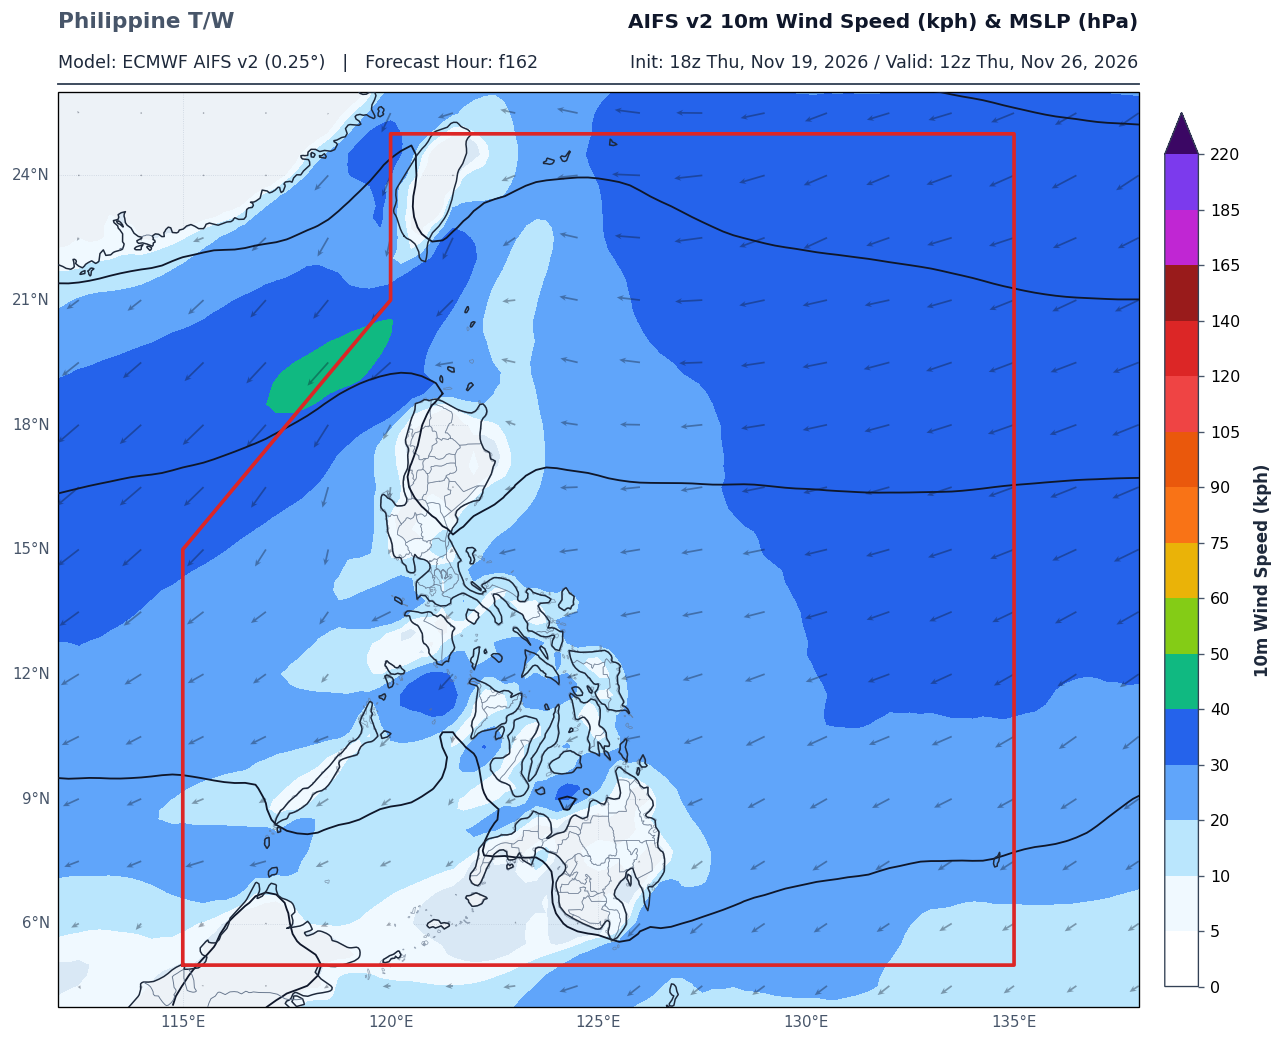 Philippine T/W
AIFS v2 10m Wind Speed (kph) & MSLP (hPa)
Model: ECMWF AIFS v2 (0.25°) | Forecast Hour: f162
Init: 18z Thu, Nov 19, 2026 / Valid: 12z Thu, Nov 26, 2026
24°N
21°N
18°N
15°N
12°N
9°N
6°N
115°E
120°E
125°E
130°E
135°E
220
185
165
140
120
105
90
75
60
50
40
30
20
10
5
0
10m Wind Speed (kph)